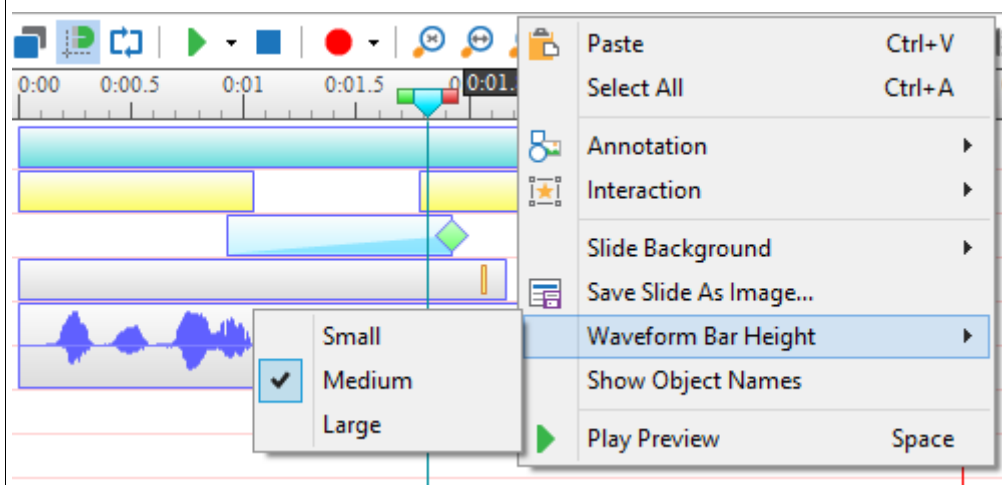 0:00 0:00.5 0:01 0:01.5 0:01.
Paste Ctrl+V
Select All Ctrl+A
Annotation
Interaction
Slide Background
Save Slide As Image...
Waveform Bar Height
Show Object Names
Play Preview Space
Small
Medium
Large